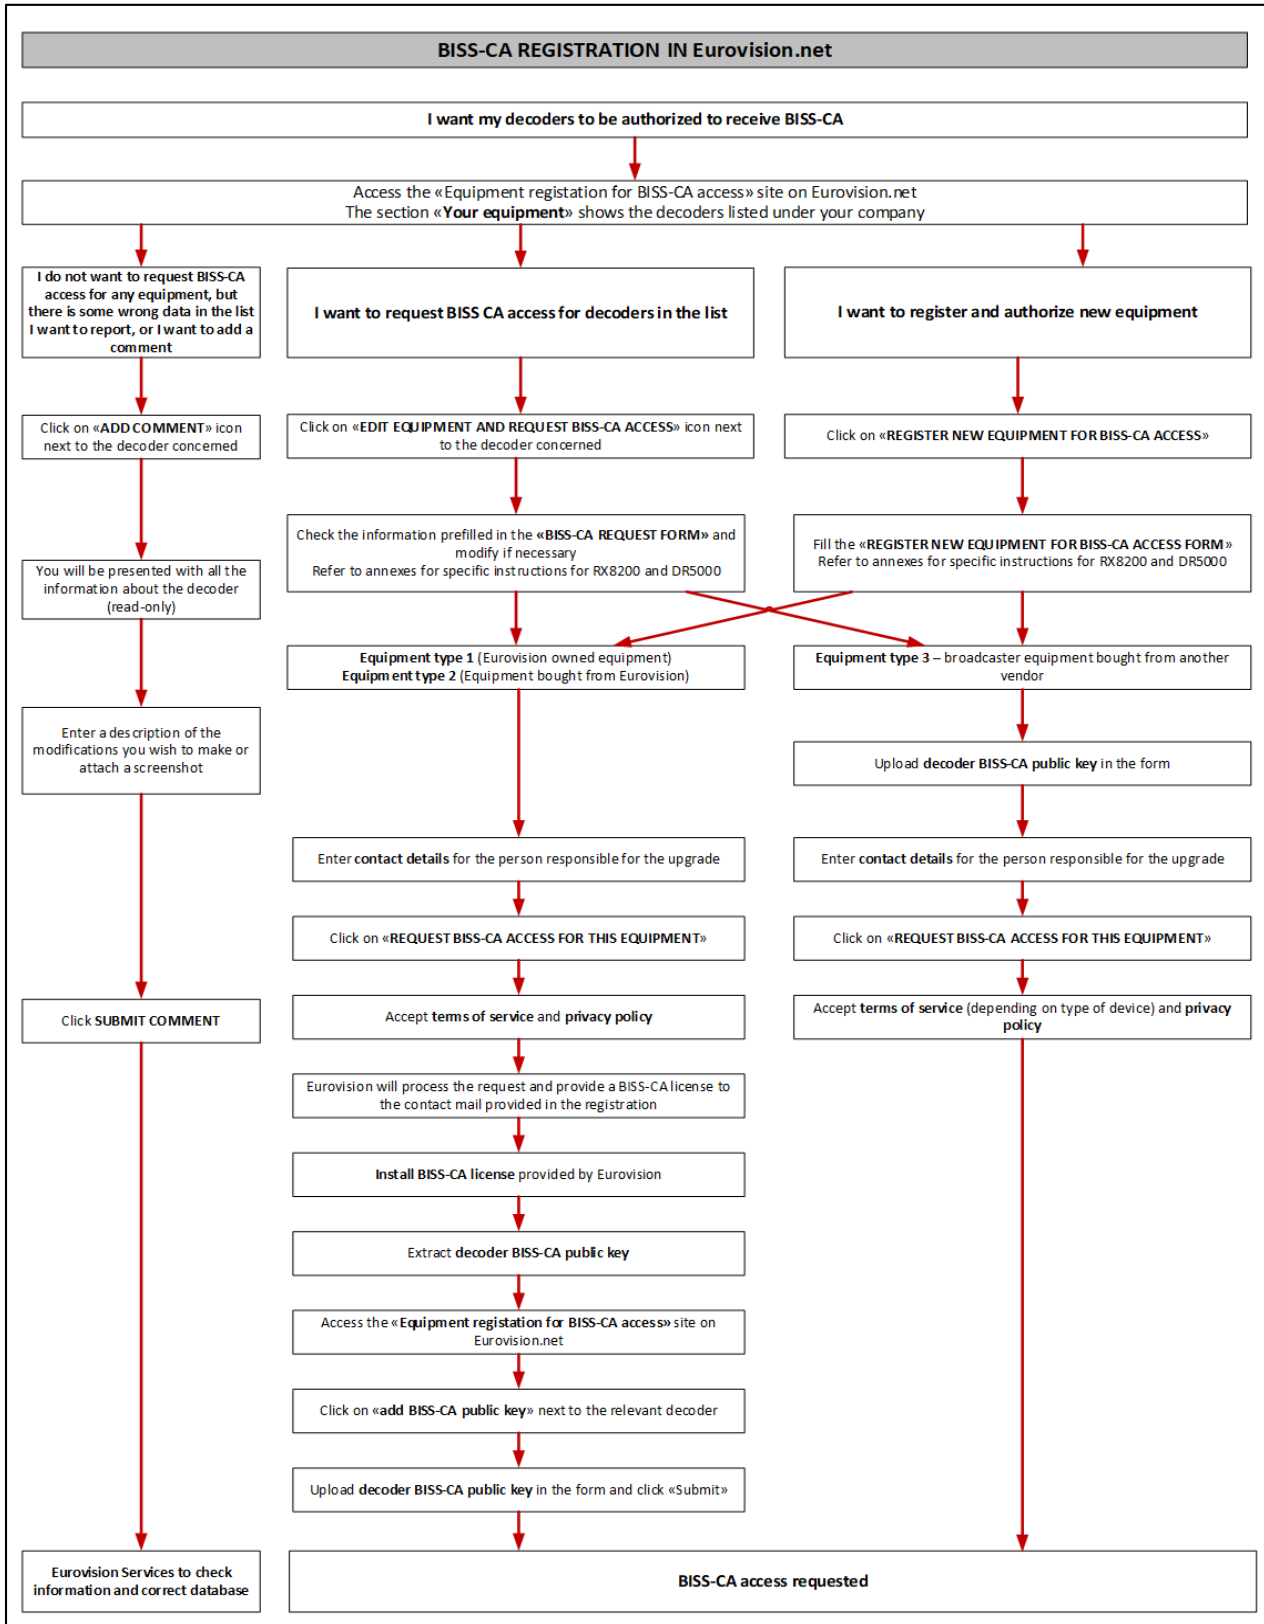 BISS-CA REGISTRATION IN Eurovision.net
I want my decoders to be authorized to receive BISS-CA
Access the «Equipment registation for BISS-CA access» site on Eurovision.net
The section «Your equipment» shows the decoders listed under your company
I do not want to request BISS-CA
access for any equipment, but
there is some wrong data in the list
I want to report, or I want to add a
comment
I want to request BISS CA access for decoders in the list
I want to register and authorize new equipment
Click on «ADD COMMENT» icon
next to the decoder concerned
Click on «EDIT EQUIPMENT AND REQUEST BISS-CA ACCESS» icon next
to the decoder concerned
Click on «REGISTER NEW EQUIPMENT FOR BISS-CA ACCESS»
Check the information prefilled in the «BISS-CA REQUEST FORM» and
modify if necessary
Refer to annexes for specific instructions for RX8200 and DR5000
Fill the «REGISTER NEW EQUIPMENT FOR BISS-CA ACCESS FORM»
Refer to annexes for specific instructions for RX8200 and DR5000
You will be presented with all the
information about the decoder
(read-only)
Equipment type 1 (Eurovision owned equipment)
Equipment type 2 (Equipment bought from Eurovision)
Equipment type 3 – broadcaster equipment bought from another
vendor
Enter a description of the
modifications you wish to make or
attach a screenshot
Upload decoder BISS-CA public key in the form
Enter contact details for the person responsible for the upgrade
Enter contact details for the person responsible for the upgrade
Click on «REQUEST BISS-CA ACCESS FOR THIS EQUIPMENT»
Click on «REQUEST BISS-CA ACCESS FOR THIS EQUIPMENT»
Click SUBMIT COMMENT
Accept terms of service and privacy policy
Accept terms of service (depending on type of device) and privacy
policy
Eurovision will process the request and provide a BISS-CA license to
the contact mail provided in the registration
Install BISS-CA license provided by Eurovision
Extract decoder BISS-CA public key
Access the «Equipment registation for BISS-CA access» site on
Eurovision.net
Click on «add BISS-CA public key» next to the relevant decoder
Upload decoder BISS-CA public key in the form and click «Submit»
Eurovision Services to check
information and correct database
BISS-CA access requested